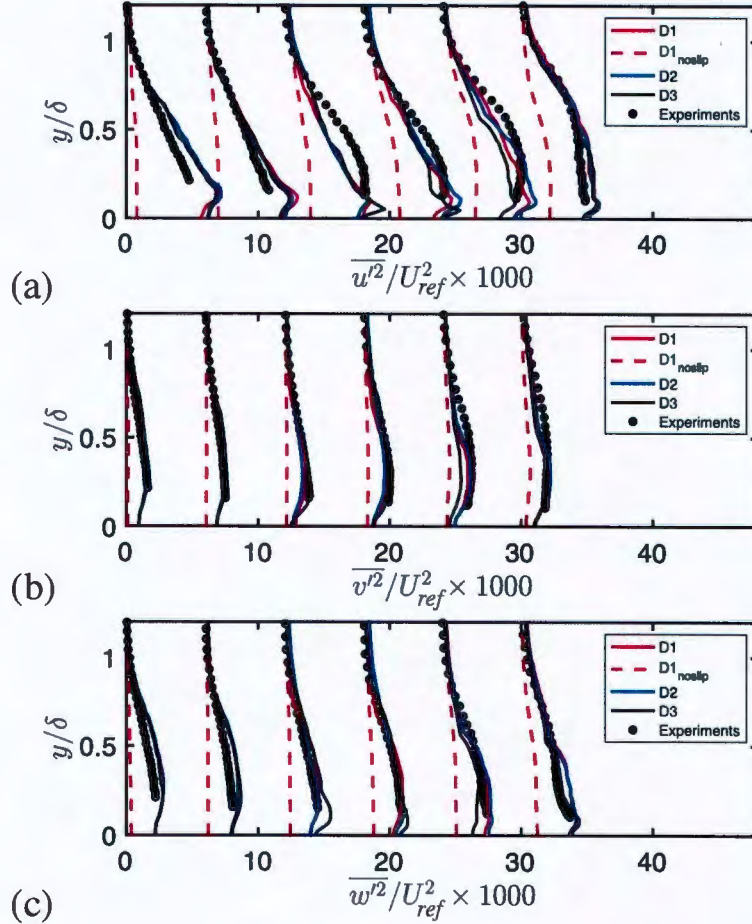 1
0.5
0
y/δ
D1
D1noslip
D2
D3
Experiments
0 10 20 30 40
(a)
u'²/U²ref × 1000
1
0.5
0
y/δ
D1
D1noslip
D2
D3
Experiments
0 10 20 30 40
(b)
v'²/U²ref × 1000
1
0.5
0
y/δ
D1
D1noslip
D2
D3
Experiments
0 10 20 30 40
(c)
w'²/U²ref × 1000